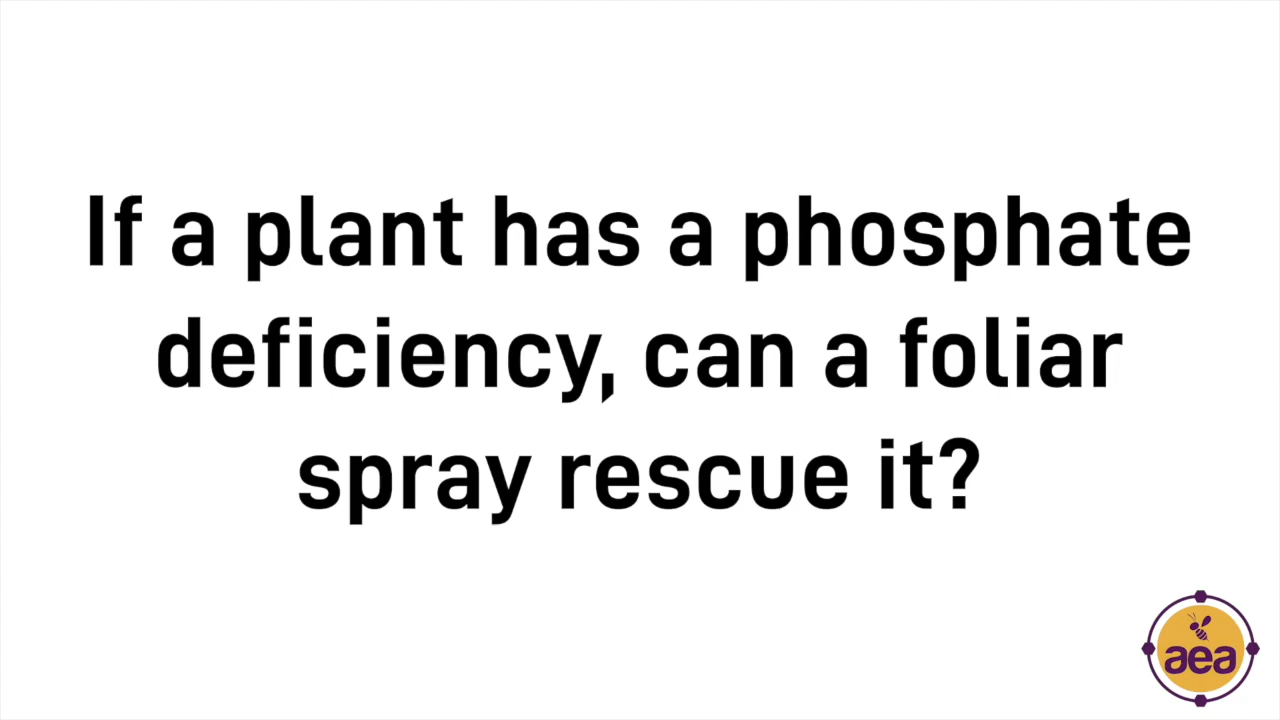 If a plant has a phosphate
deficiency, can a foliar
spray rescue it?
aea